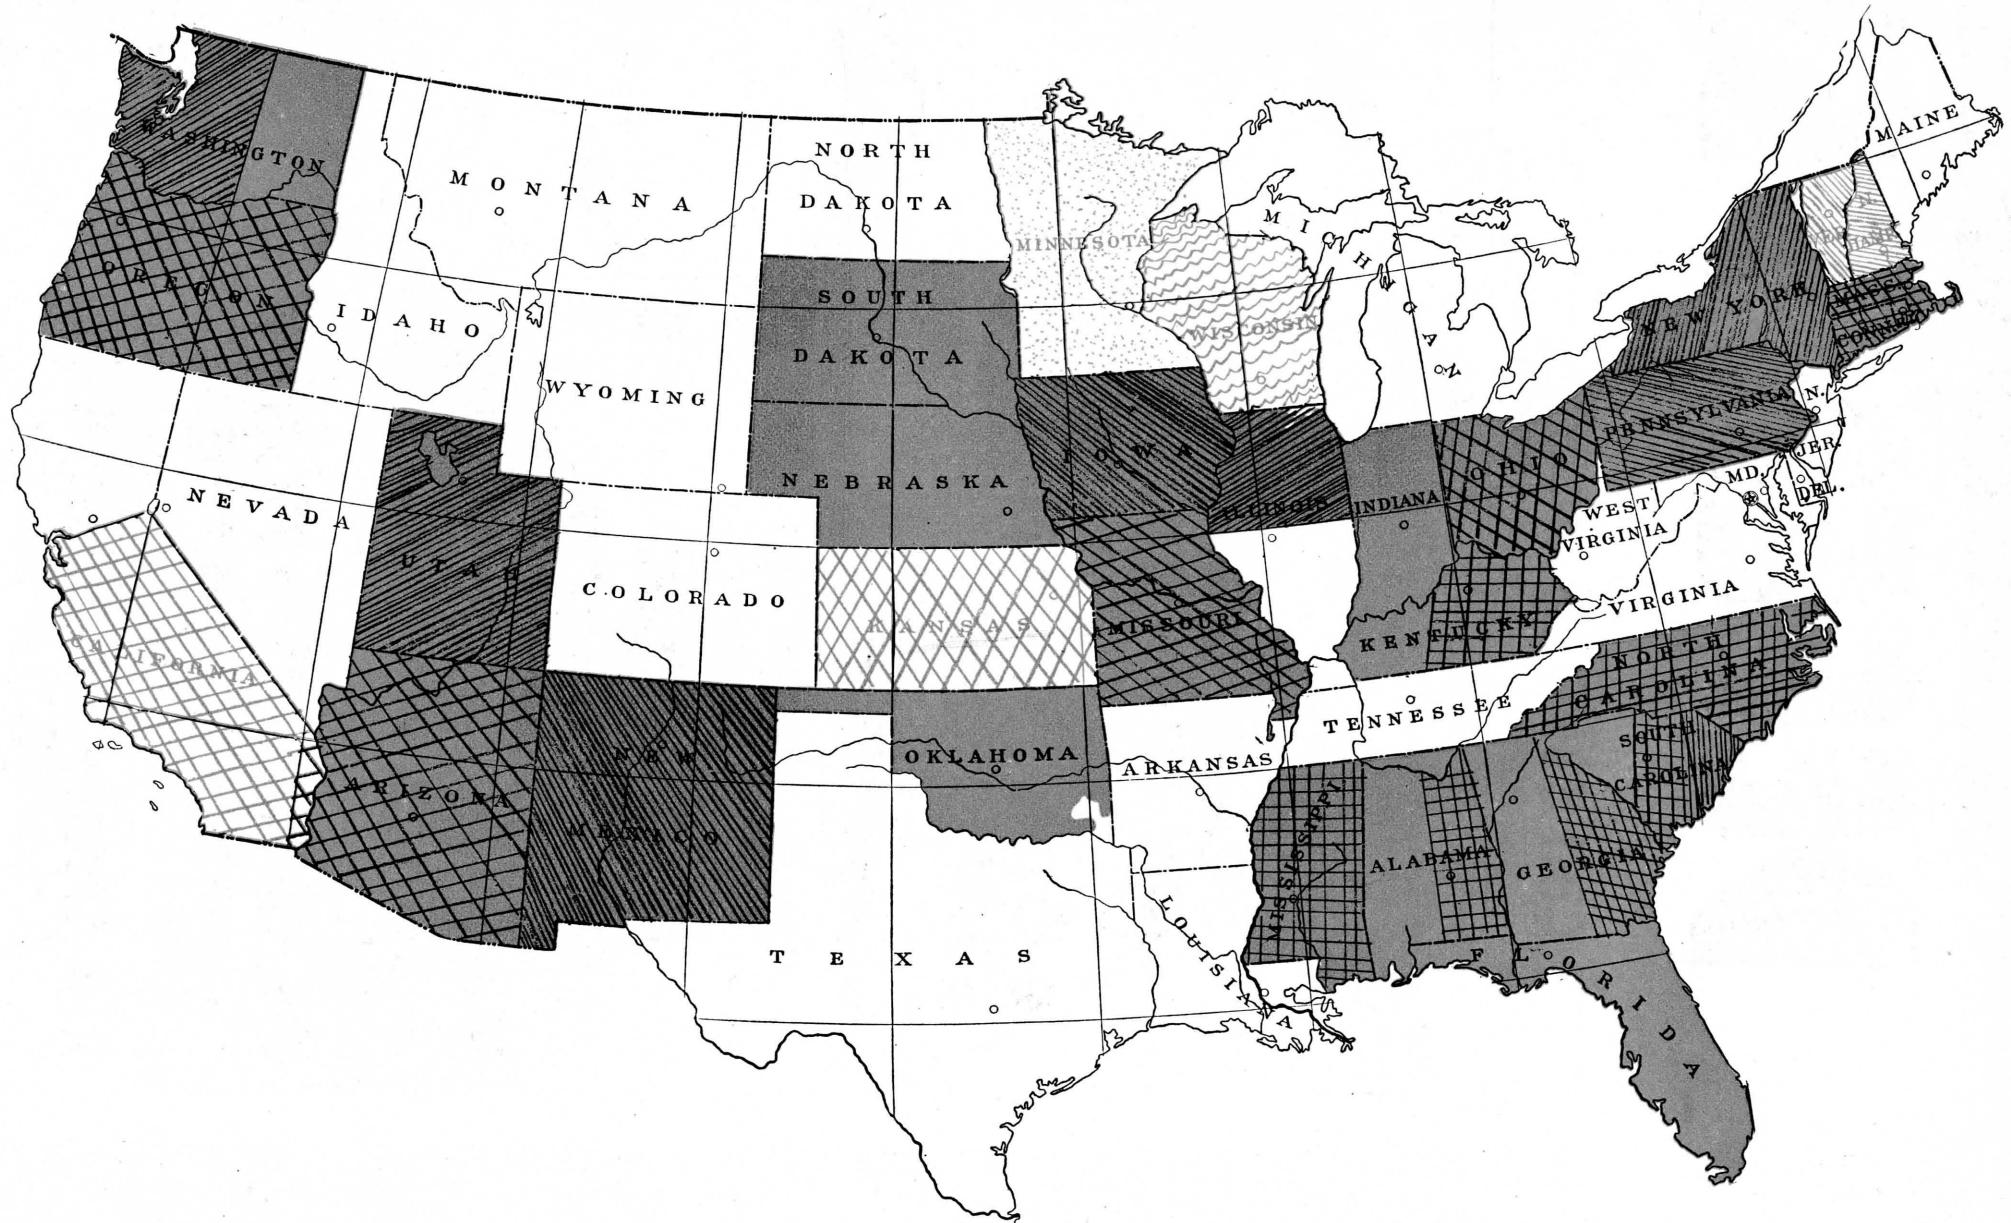 WASHINGTON
OREGON
MONTANA
IDAHO
WYOMING
NEVADA
UTAH
COLORADO
CALIFORNIA
ARIZONA
NEW
MEXICO
NORTH
DAKOTA
SOUTH
DAKOTA
NEBRASKA
KANSAS
OKLAHOMA
TEXAS
MINNESOTA
WISCONSIN
MICHIGAN
IOWA
ILLINOIS
INDIANA
OHIO
MISSOURI
KENTUCKY
TENNESSEE
ARKANSAS
LOUISIANA
MISSISSIPPI
ALABAMA
GEORGIA
FLORIDA
SOUTH
CAROLINA
NORTH
CAROLINA
VIRGINIA
WEST
VIRGINIA
MD.
DEL.
N.
JER.
PENNSYLVANIA
NEW YORK
MASS.
CONN.
MAINE